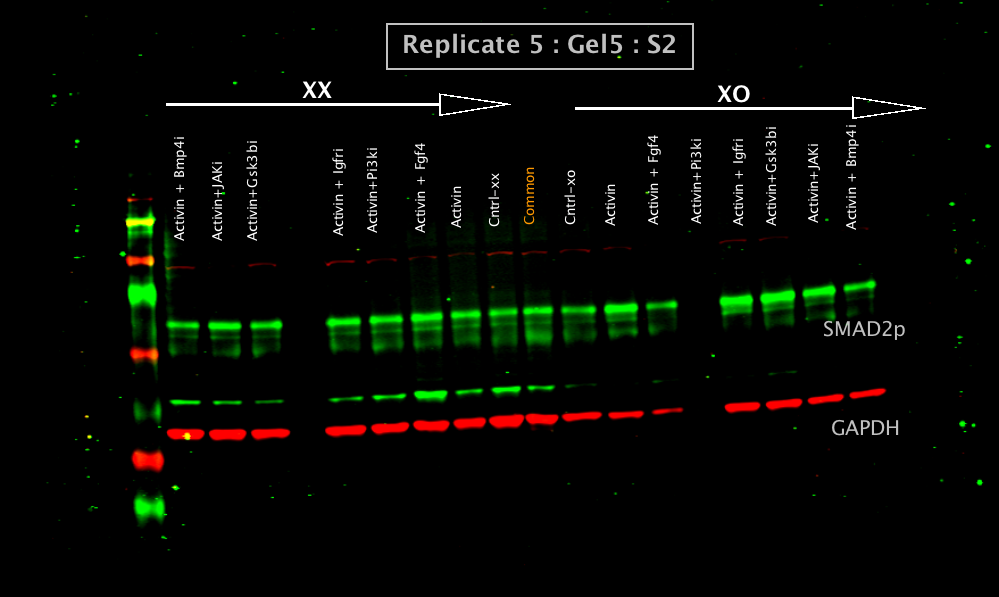 Replicate 5 : Gel5 : S2
XX
XO
Activin + Bmp4i
Activin+JAKi
Activin+Gsk3bi
Activin + Igfri
Activin+Pi3ki
Activin + Fgf4
Activin
Cntrl-xx
Common
Cntrl-xo
Activin
Activin + Fgf4
Activin+Pi3ki
Activin + Igfri
Activin+Gsk3bi
Activin+JAKi
Activin + Bmp4i
SMAD2p
GAPDH